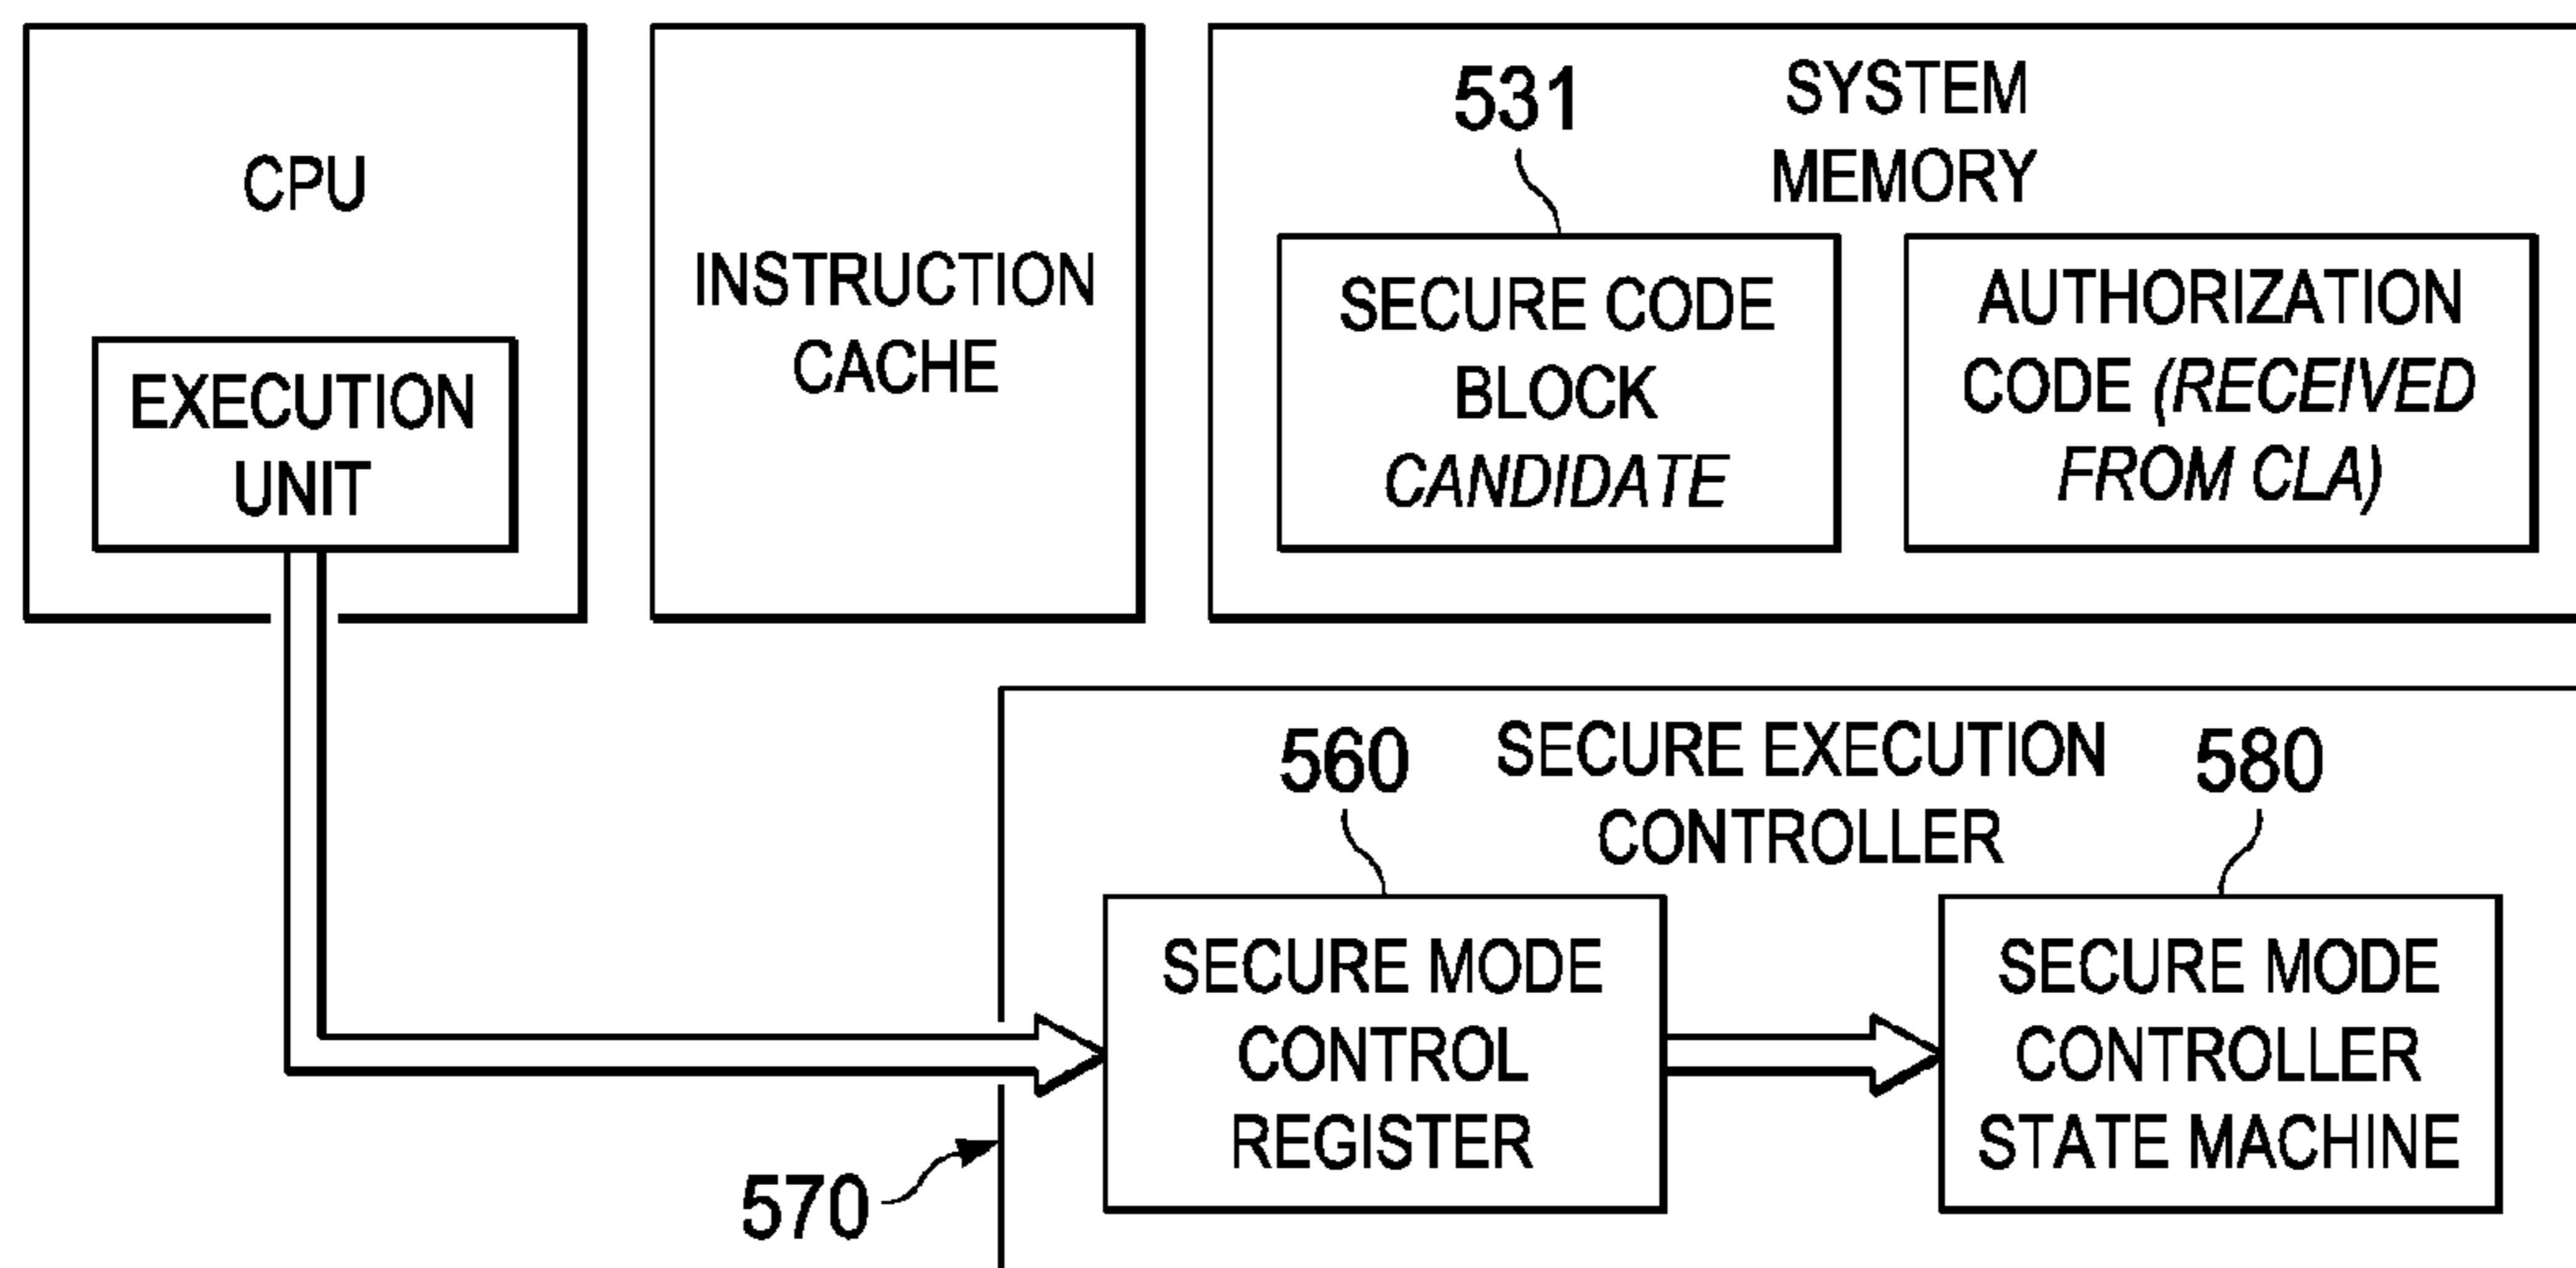 CPU
EXECUTION
UNIT
INSTRUCTION
CACHE
SYSTEM
MEMORY
531
SECURE CODE
BLOCK
CANDIDATE
AUTHORIZATION
CODE (RECEIVED
FROM CLA)
SECURE EXECUTION
CONTROLLER
560
SECURE MODE
CONTROL
REGISTER
580
SECURE MODE
CONTROLLER
STATE MACHINE
570